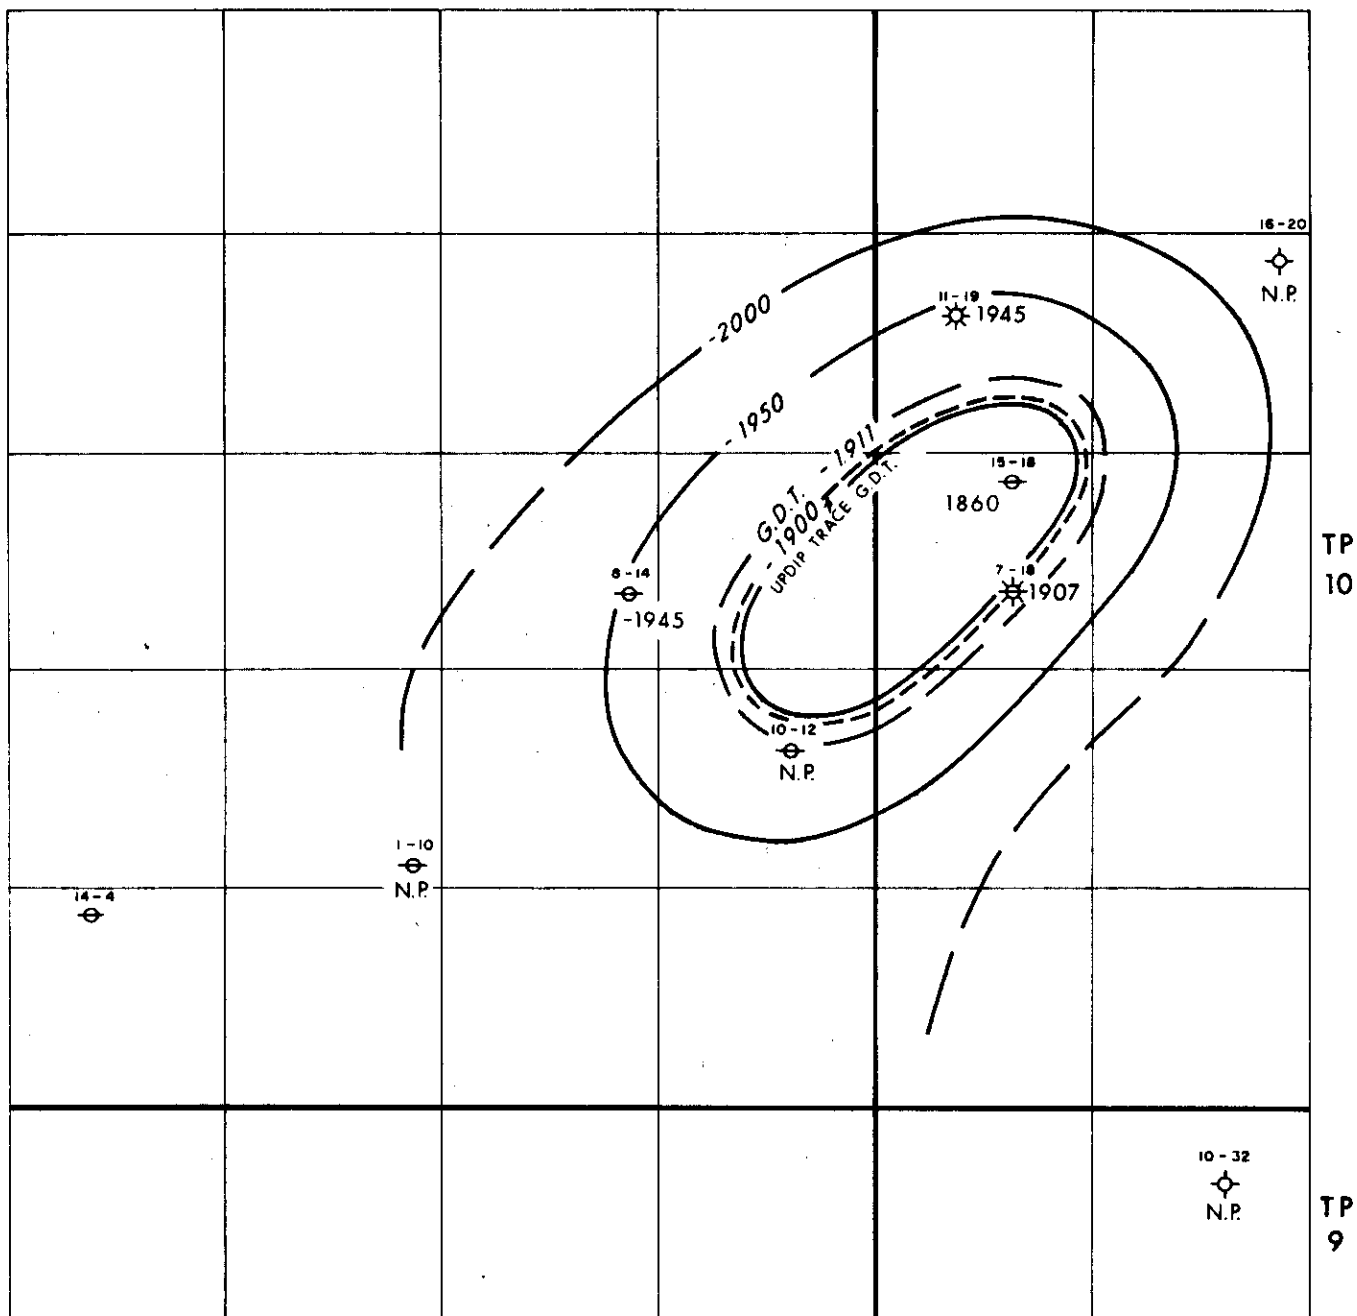 16-20
N.P.
-2000
11-19
1945
-1950
G.D.T. -1911
-1900
UPDIP TRACE G.D.T.
15-18
1860
TP
10
8-14
-1945
7-18
1907
10-12
N.P.
1-10
N.P.
14-4
10-32
N.P.
TP
9